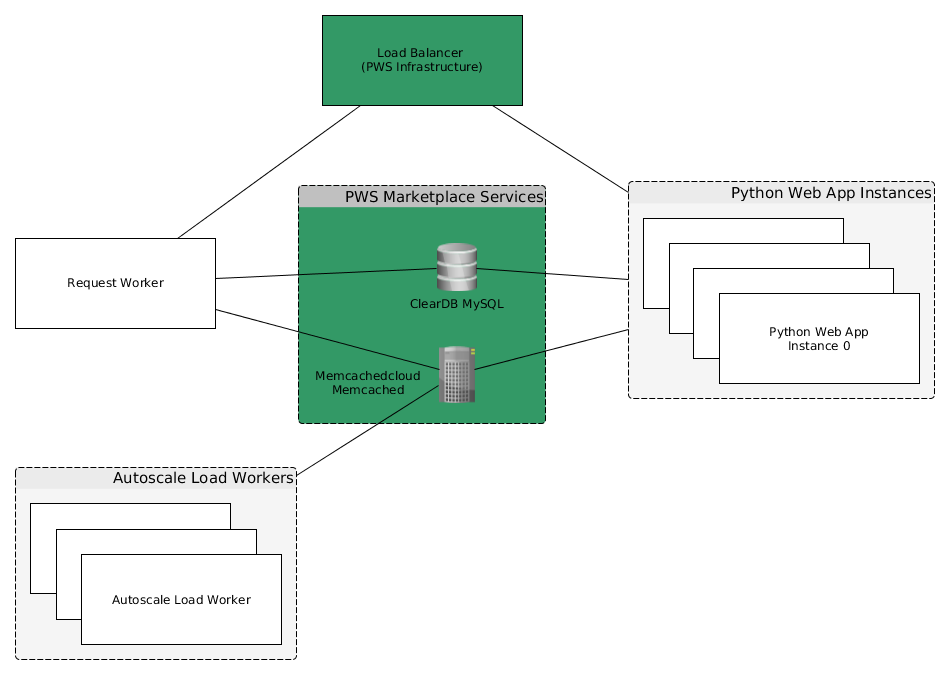 Load Balancer
(PWS Infrastructure)
PWS Marketplace Services
Python Web App Instances
Request Worker
ClearDB MySQL
Python Web App
Instance 0
Memcachedcloud
Memcached
Autoscale Load Workers
Autoscale Load Worker